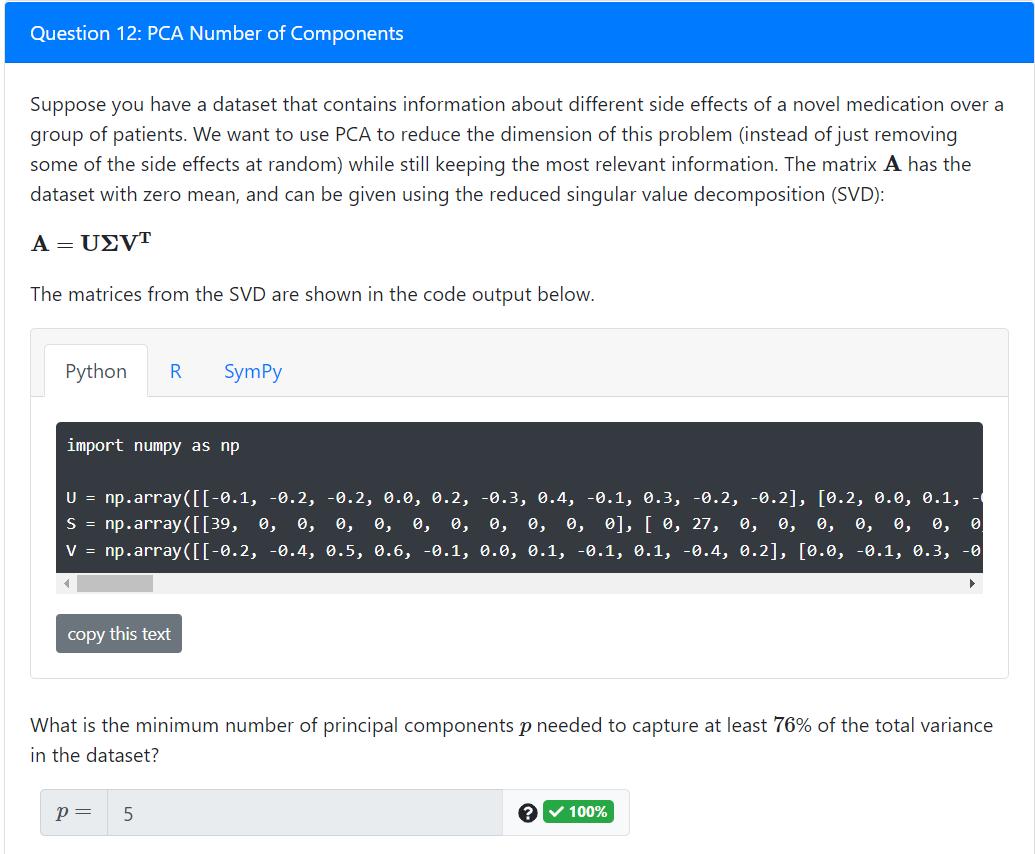 Question 12: PCA Number of Components
Suppose you have a dataset that contains information about different side effects of a novel medication over a
group of patients. We want to use PCA to reduce the dimension of this problem (instead of just removing
some of the side effects at random) while still keeping the most relevant information. The matrix A has the
dataset with zero mean, and can be given using the reduced singular value decomposition (SVD):
A = UΣV^T
The matrices from the SVD are shown in the code output below.
Python R SymPy
import numpy as np
U = np.array([[-0.1, -0.2, -0.2, 0.0, 0.2, -0.3, 0.4, -0.1, 0.3, -0.2, -0.2], [0.2, 0.0, 0.1, -
S = np.array([[39, 0, 0, 0, 0, 0, 0, 0, 0, 0, 0], [ 0, 27, 0, 0, 0, 0, 0, 0, 0
V = np.array([[-0.2, -0.4, 0.5, 0.6, -0.1, 0.0, 0.1, -0.1, 0.1, -0.4, 0.2], [0.0, -0.1, 0.3, -0
copy this text
What is the minimum number of principal components p needed to capture at least 76% of the total variance
in the dataset?
p = 5 ? ✓ 100%